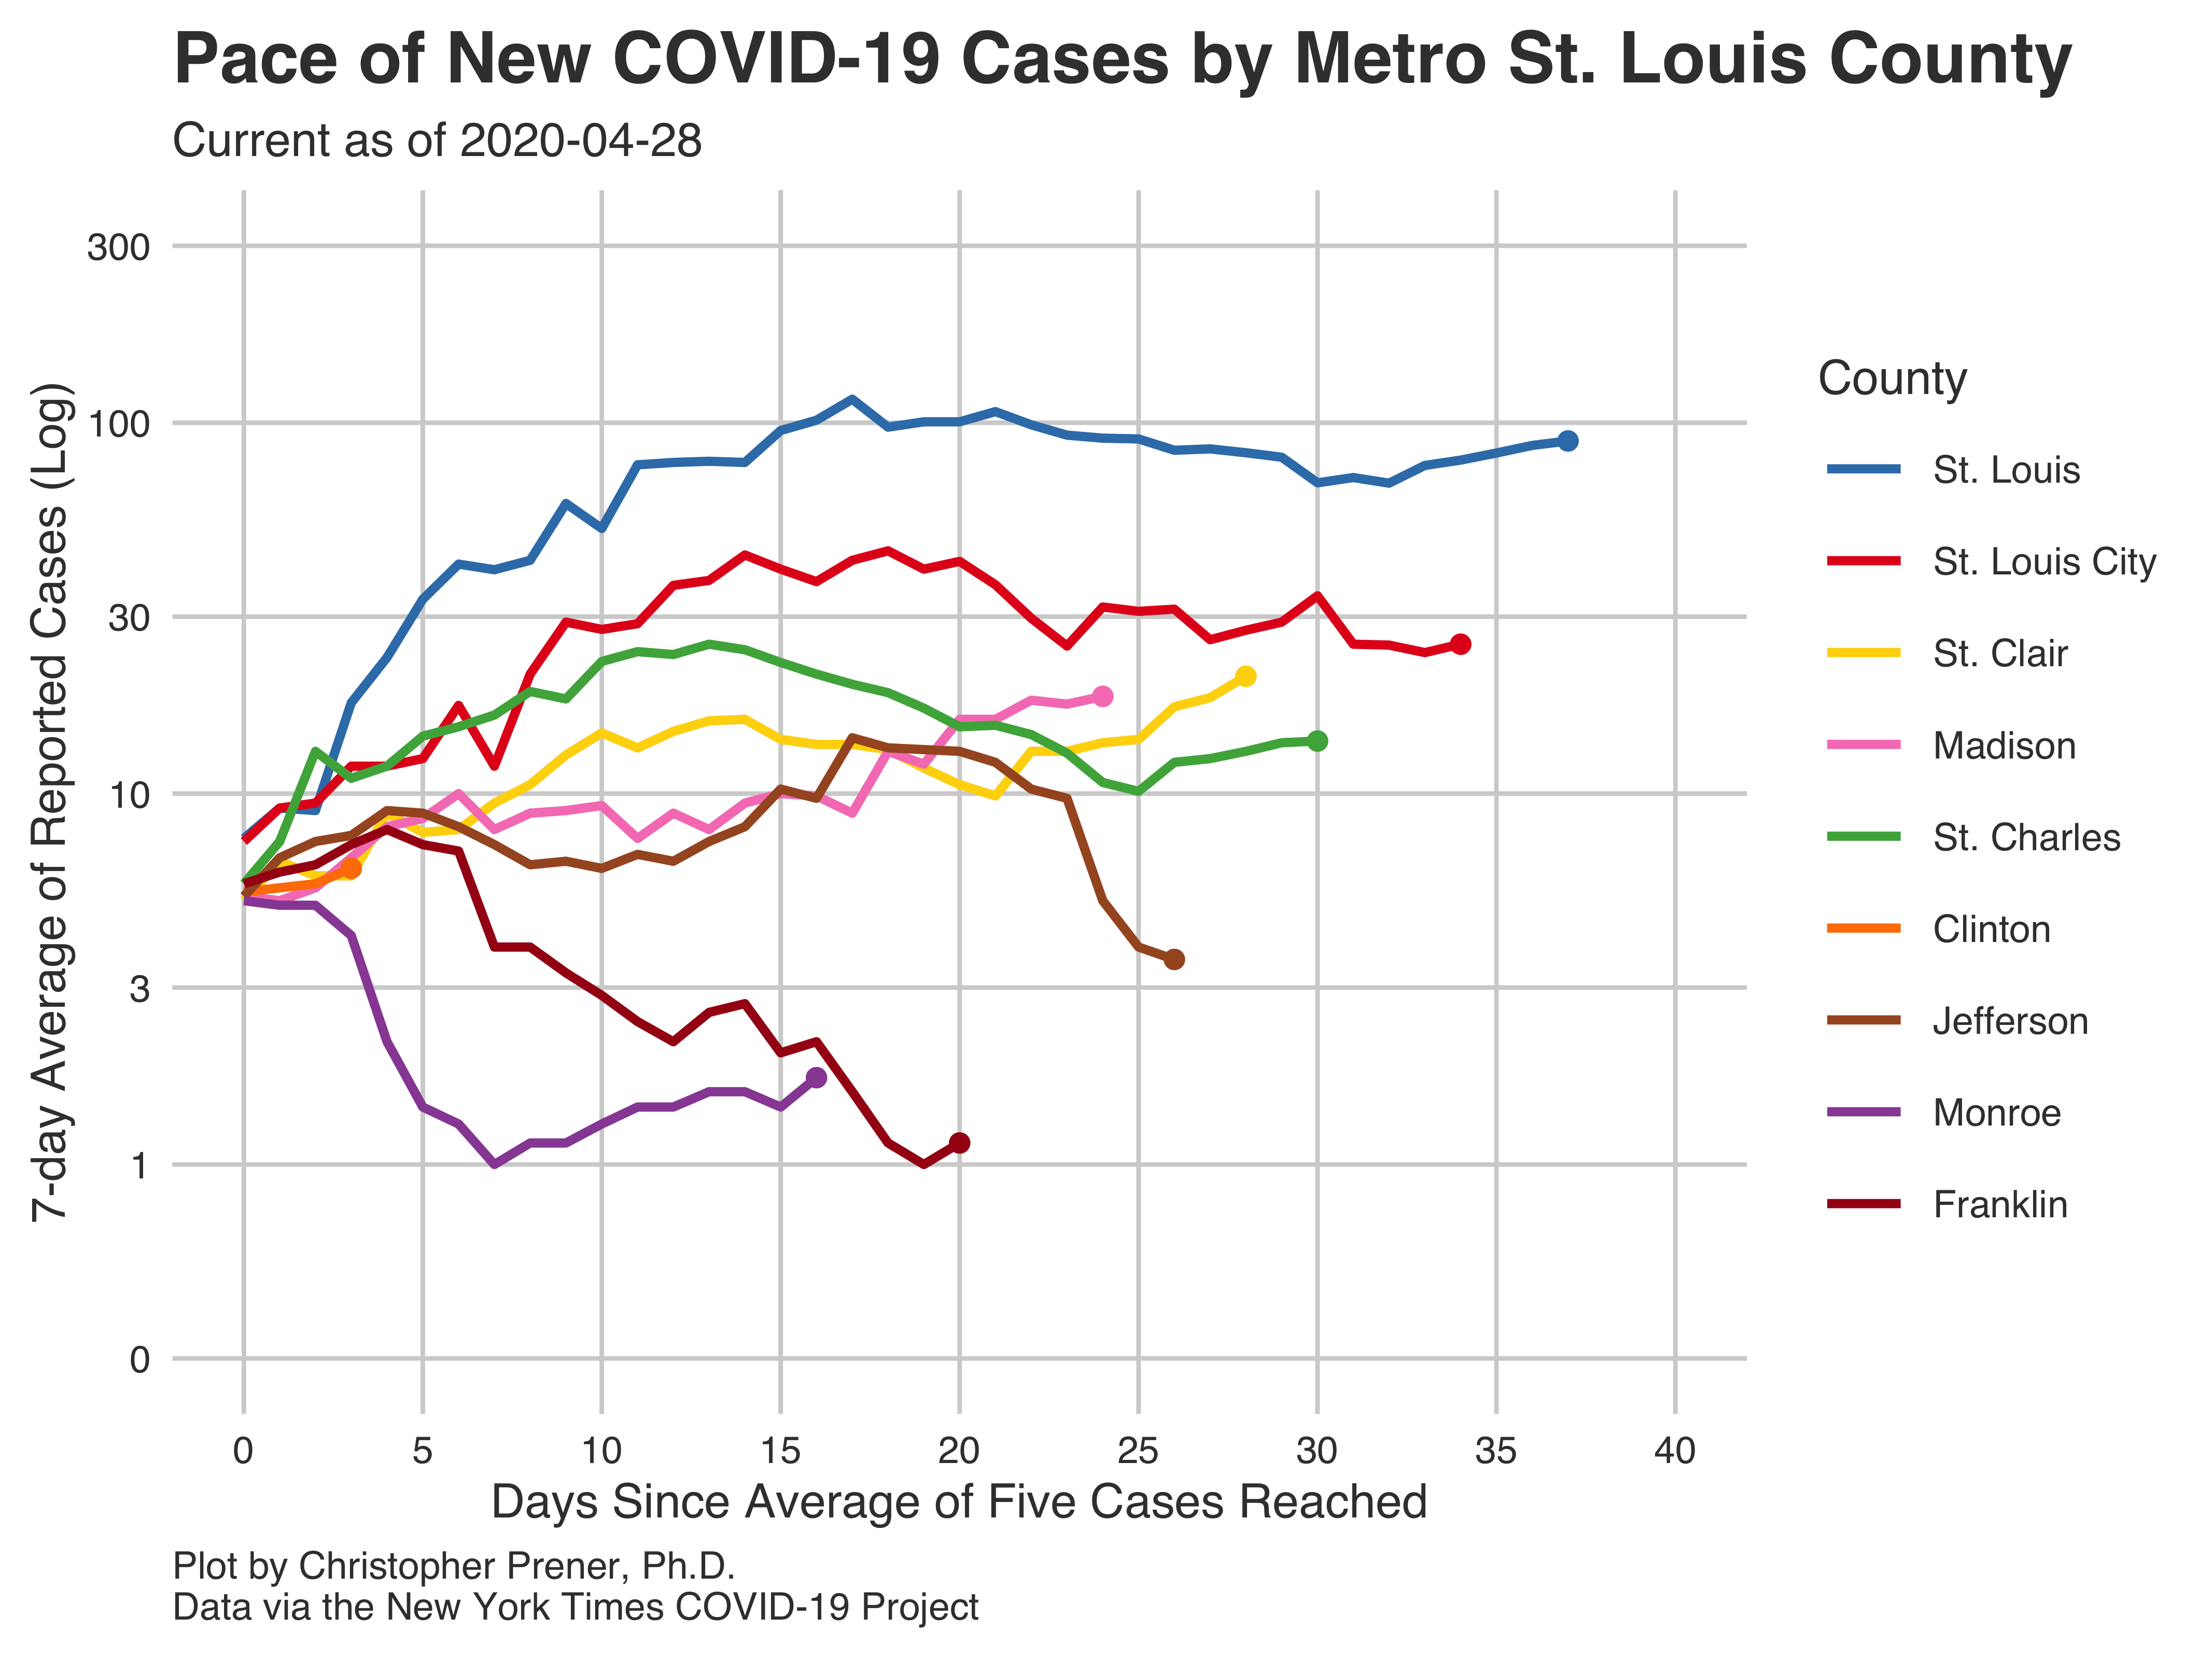 Pace of New COVID-19 Cases by Metro St. Louis County
Current as of 2020-04-28
7-day Average of Reported Cases (Log)
300
100
30
10
3
1
0
0 5 10 15 20 25 30 35 40
Days Since Average of Five Cases Reached
County
St. Louis
St. Louis City
St. Clair
Madison
St. Charles
Clinton
Jefferson
Monroe
Franklin
Plot by Christopher Prener, Ph.D.
Data via the New York Times COVID-19 Project